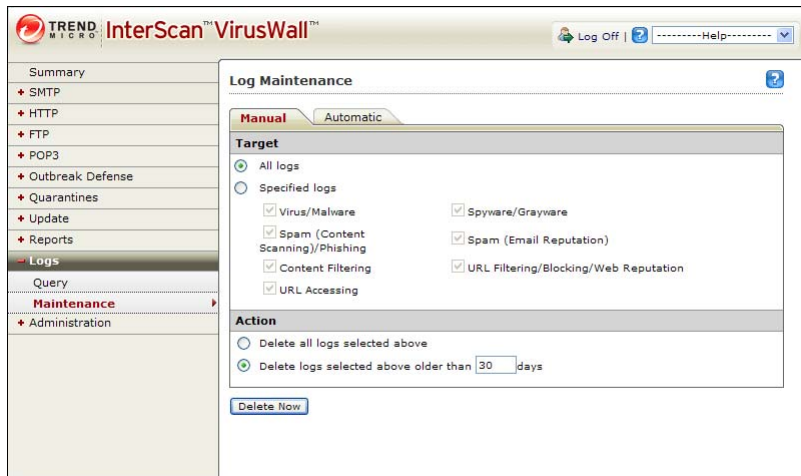 TREND MICRO InterScan™ VirusWall™
Log Off | ? ---------Help---------
Summary
+ SMTP
+ HTTP
+ FTP
+ POP3
+ Outbreak Defense
+ Quarantines
+ Update
+ Reports
- Logs
Query
Maintenance
+ Administration
Log Maintenance ?
Manual Automatic
Target
All logs
Specified logs
Virus/Malware Spyware/Grayware
Spam (Content Spam (Email Reputation)
Scanning)/Phishing
Content Filtering URL Filtering/Blocking/Web Reputation
URL Accessing
Action
Delete all logs selected above
Delete logs selected above older than 30 days
Delete Now